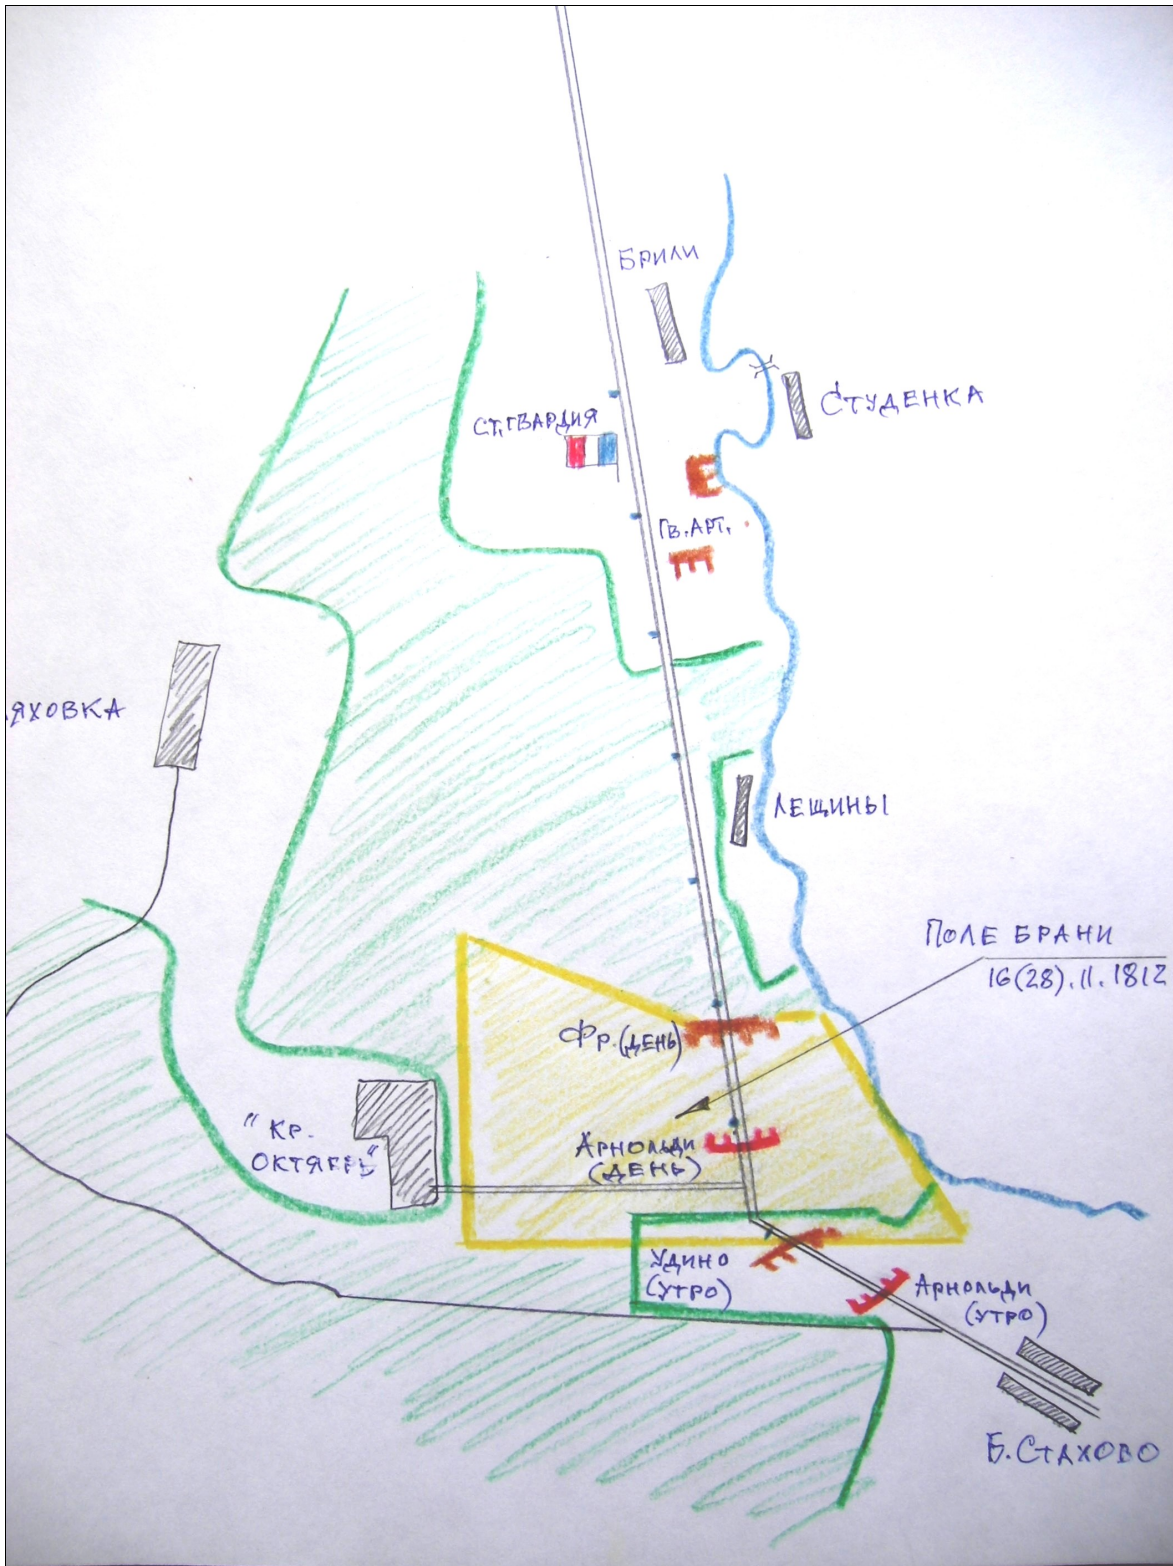 БРИЛИ
СТУДЕНКА
СТ.ГВАРДИЯ
ГВ.АРТ.
ЯХОВКА
ЛЕЩИНЫ
ПОЛЕ БРАНИ
16(28).11.1812
ФР.(ДЕНЬ)
АРНОЛЬДИ
(ДЕНЬ)
"КР.
ОКТЯБРЬ"
УДИНО
(УТРО)
АРНОЛЬДИ
(УТРО)
Б.СТАХОВО